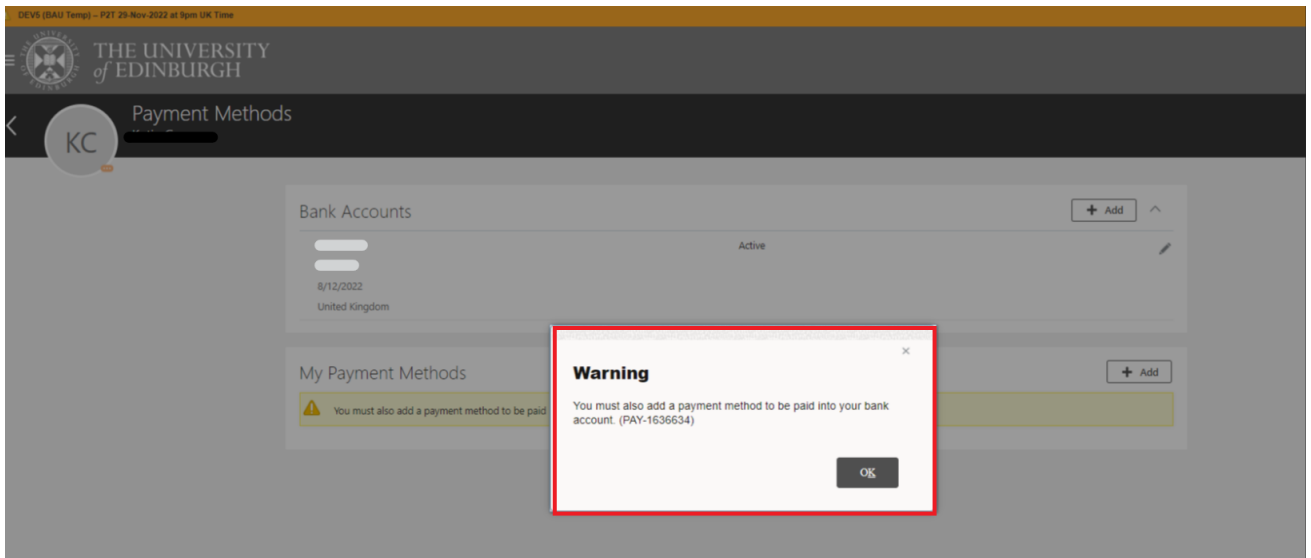 DEV5 (BAU Temp) – P2T 29-Nov-2022 at 9pm UK Time
THE UNIVERSITY
of EDINBURGH
Payment Methods
KC
Bank Accounts
+ Add
Active
8/12/2022
United Kingdom
My Payment Methods
+ Add
You must also add a payment method to be paid
Warning
You must also add a payment method to be paid into your bank
account. (PAY-1636634)
OK